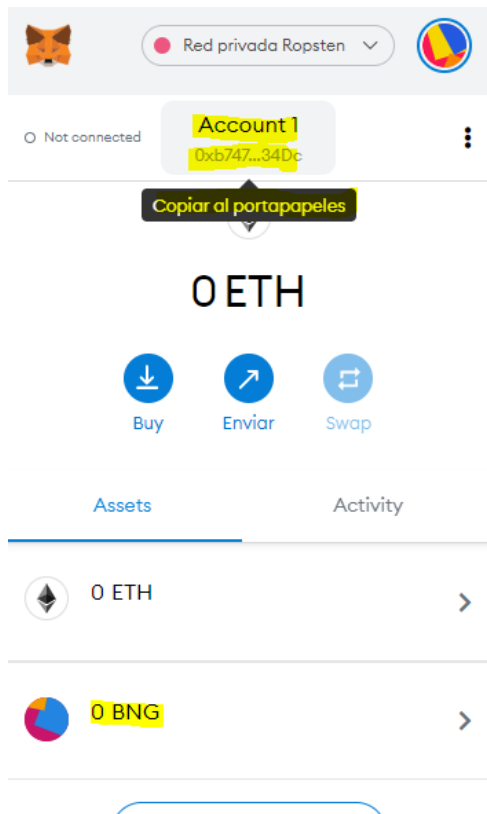 Red privada Ropsten
Not connected
Account 1
0xb747...34Dc
Copiar al portapapeles
0 ETH
Buy
Enviar
Swap
Assets
Activity
0 ETH
0 BNG